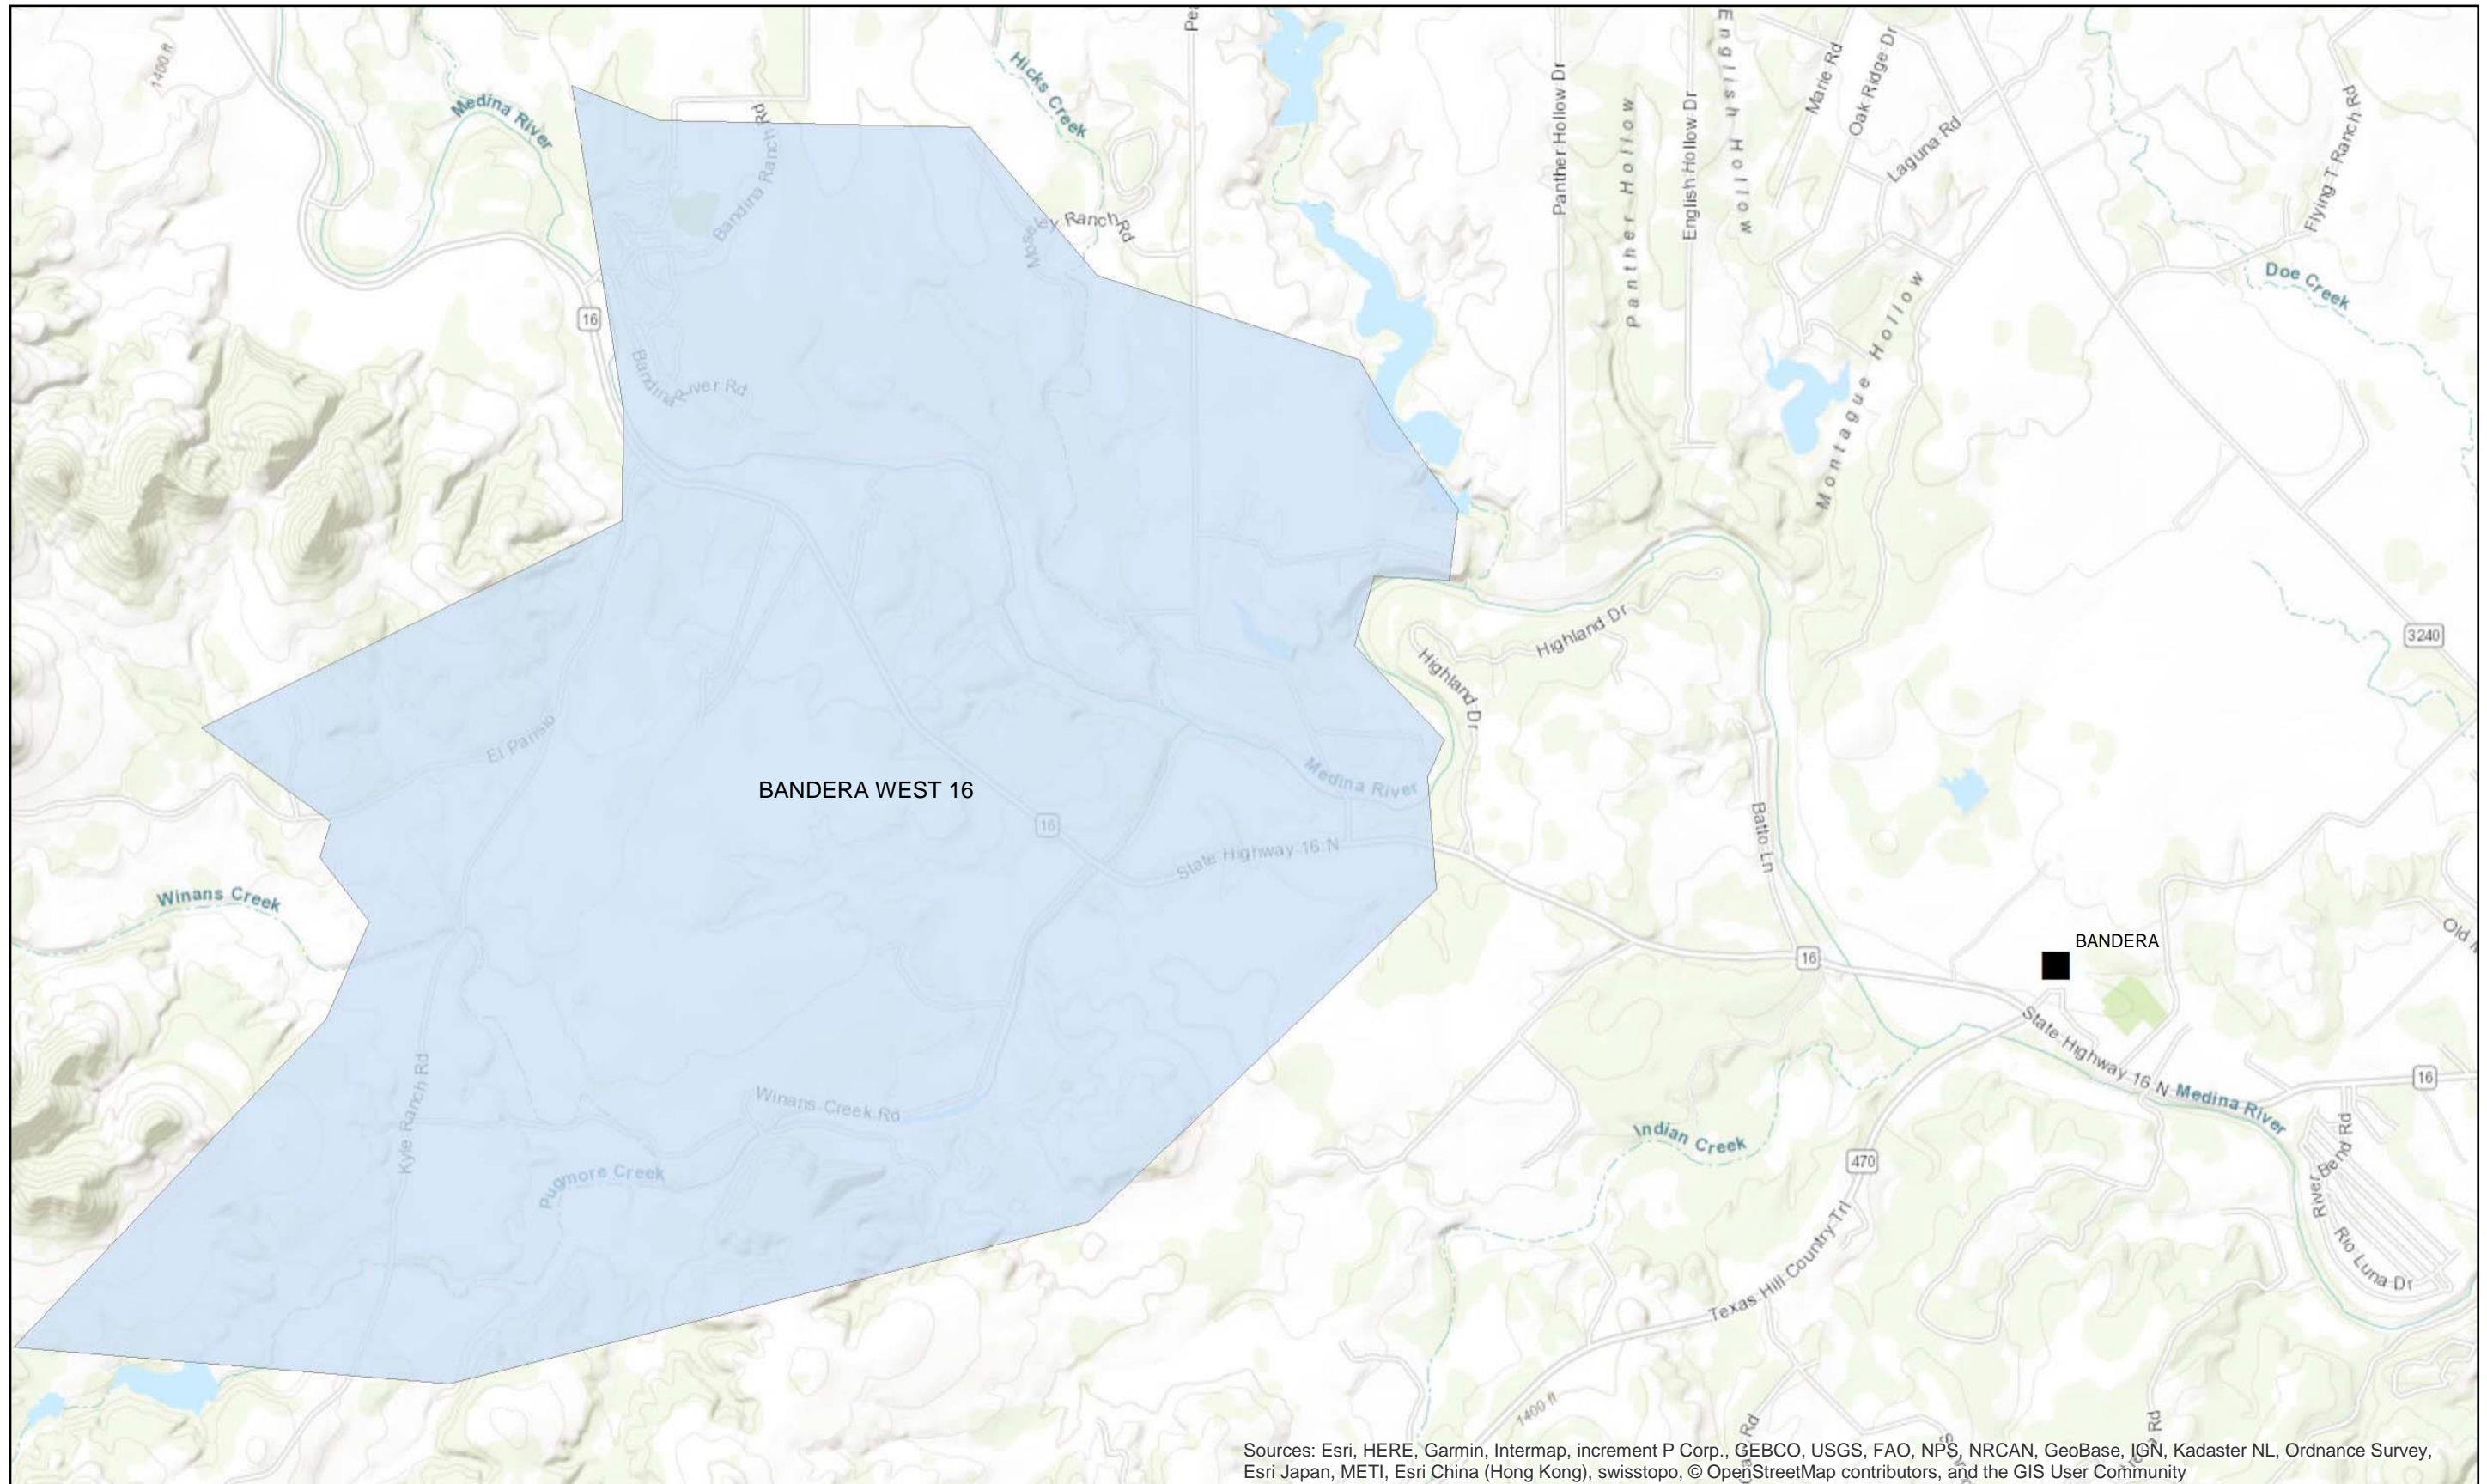 1400 ft
Medina River
Hicks Creek
Bandina Ranch Rd
Moseley Ranch Rd
Panther Hollow Dr
Panther Hollow
English Hollow Dr
English Hollow
Marie Rd
Oak Ridge Dr
Laguna Rd
Flying T Ranch Rd
Doe Creek
Montague Hollow
16
Bandina River Rd
3240
Highland Dr
Highland Dr
El Pariso
BANDERA WEST 16
Medina River
16
State Highway 16 N
Batto Ln
Winans Creek
BANDERA
16
Old
State Highway 16 N
Medina River
16
Kyle Ranch Rd
Winans Creek Rd
Pugmore Creek
Indian Creek
470
Texas Hill Country Trl
River Bend Rd
Rio Luna Dr
1400 ft
Rd
Rd
Sources: Esri, HERE, Garmin, Intermap, increment P Corp., GEBCO, USGS, FAO, NPS, NRCAN, GeoBase, IGN, Kadaster NL, Ordnance Survey,
Esri Japan, METI, Esri China (Hong Kong), swisstopo, © OpenStreetMap contributors, and the GIS User Community